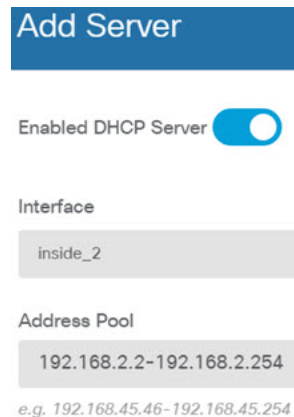 Add Server
Enabled DHCP Server
Interface
inside_2
Address Pool
192.168.2.2-192.168.2.254
e.g. 192.168.45.46-192.168.45.254